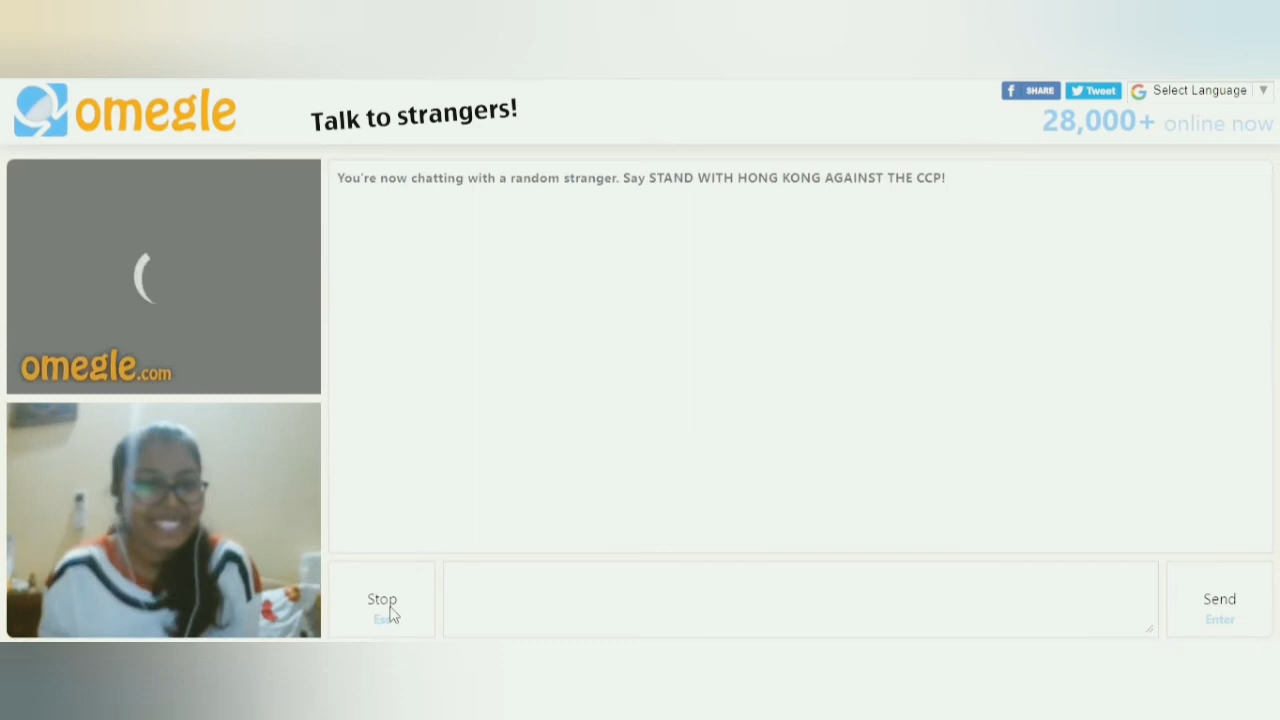 omegle
Talk to strangers!
SHARE
Tweet
Select Language
28,000+ online now
You're now chatting with a random stranger. Say STAND WITH HONG KONG AGAINST THE CCP!
omegle.com
Stop
Esc
Send
Enter